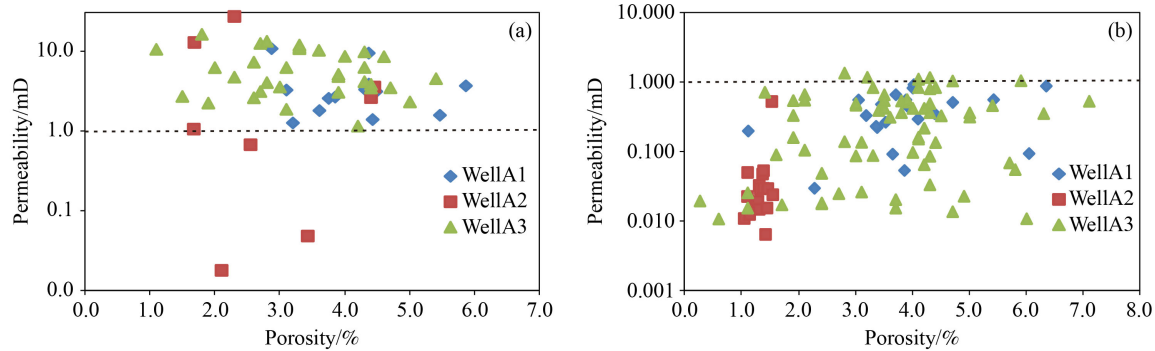 (a)
Permeability/mD
10.0
1.0
0.1
0.0
0.0 1.0 2.0 3.0 4.0 5.0 6.0 7.0
Porosity/%
WellA1
WellA2
WellA3
(b)
Permeability/mD
10.000
1.000
0.100
0.010
0.001
0.0 1.0 2.0 3.0 4.0 5.0 6.0 7.0 8.0
Porosity/%
WellA1
WellA2
WellA3